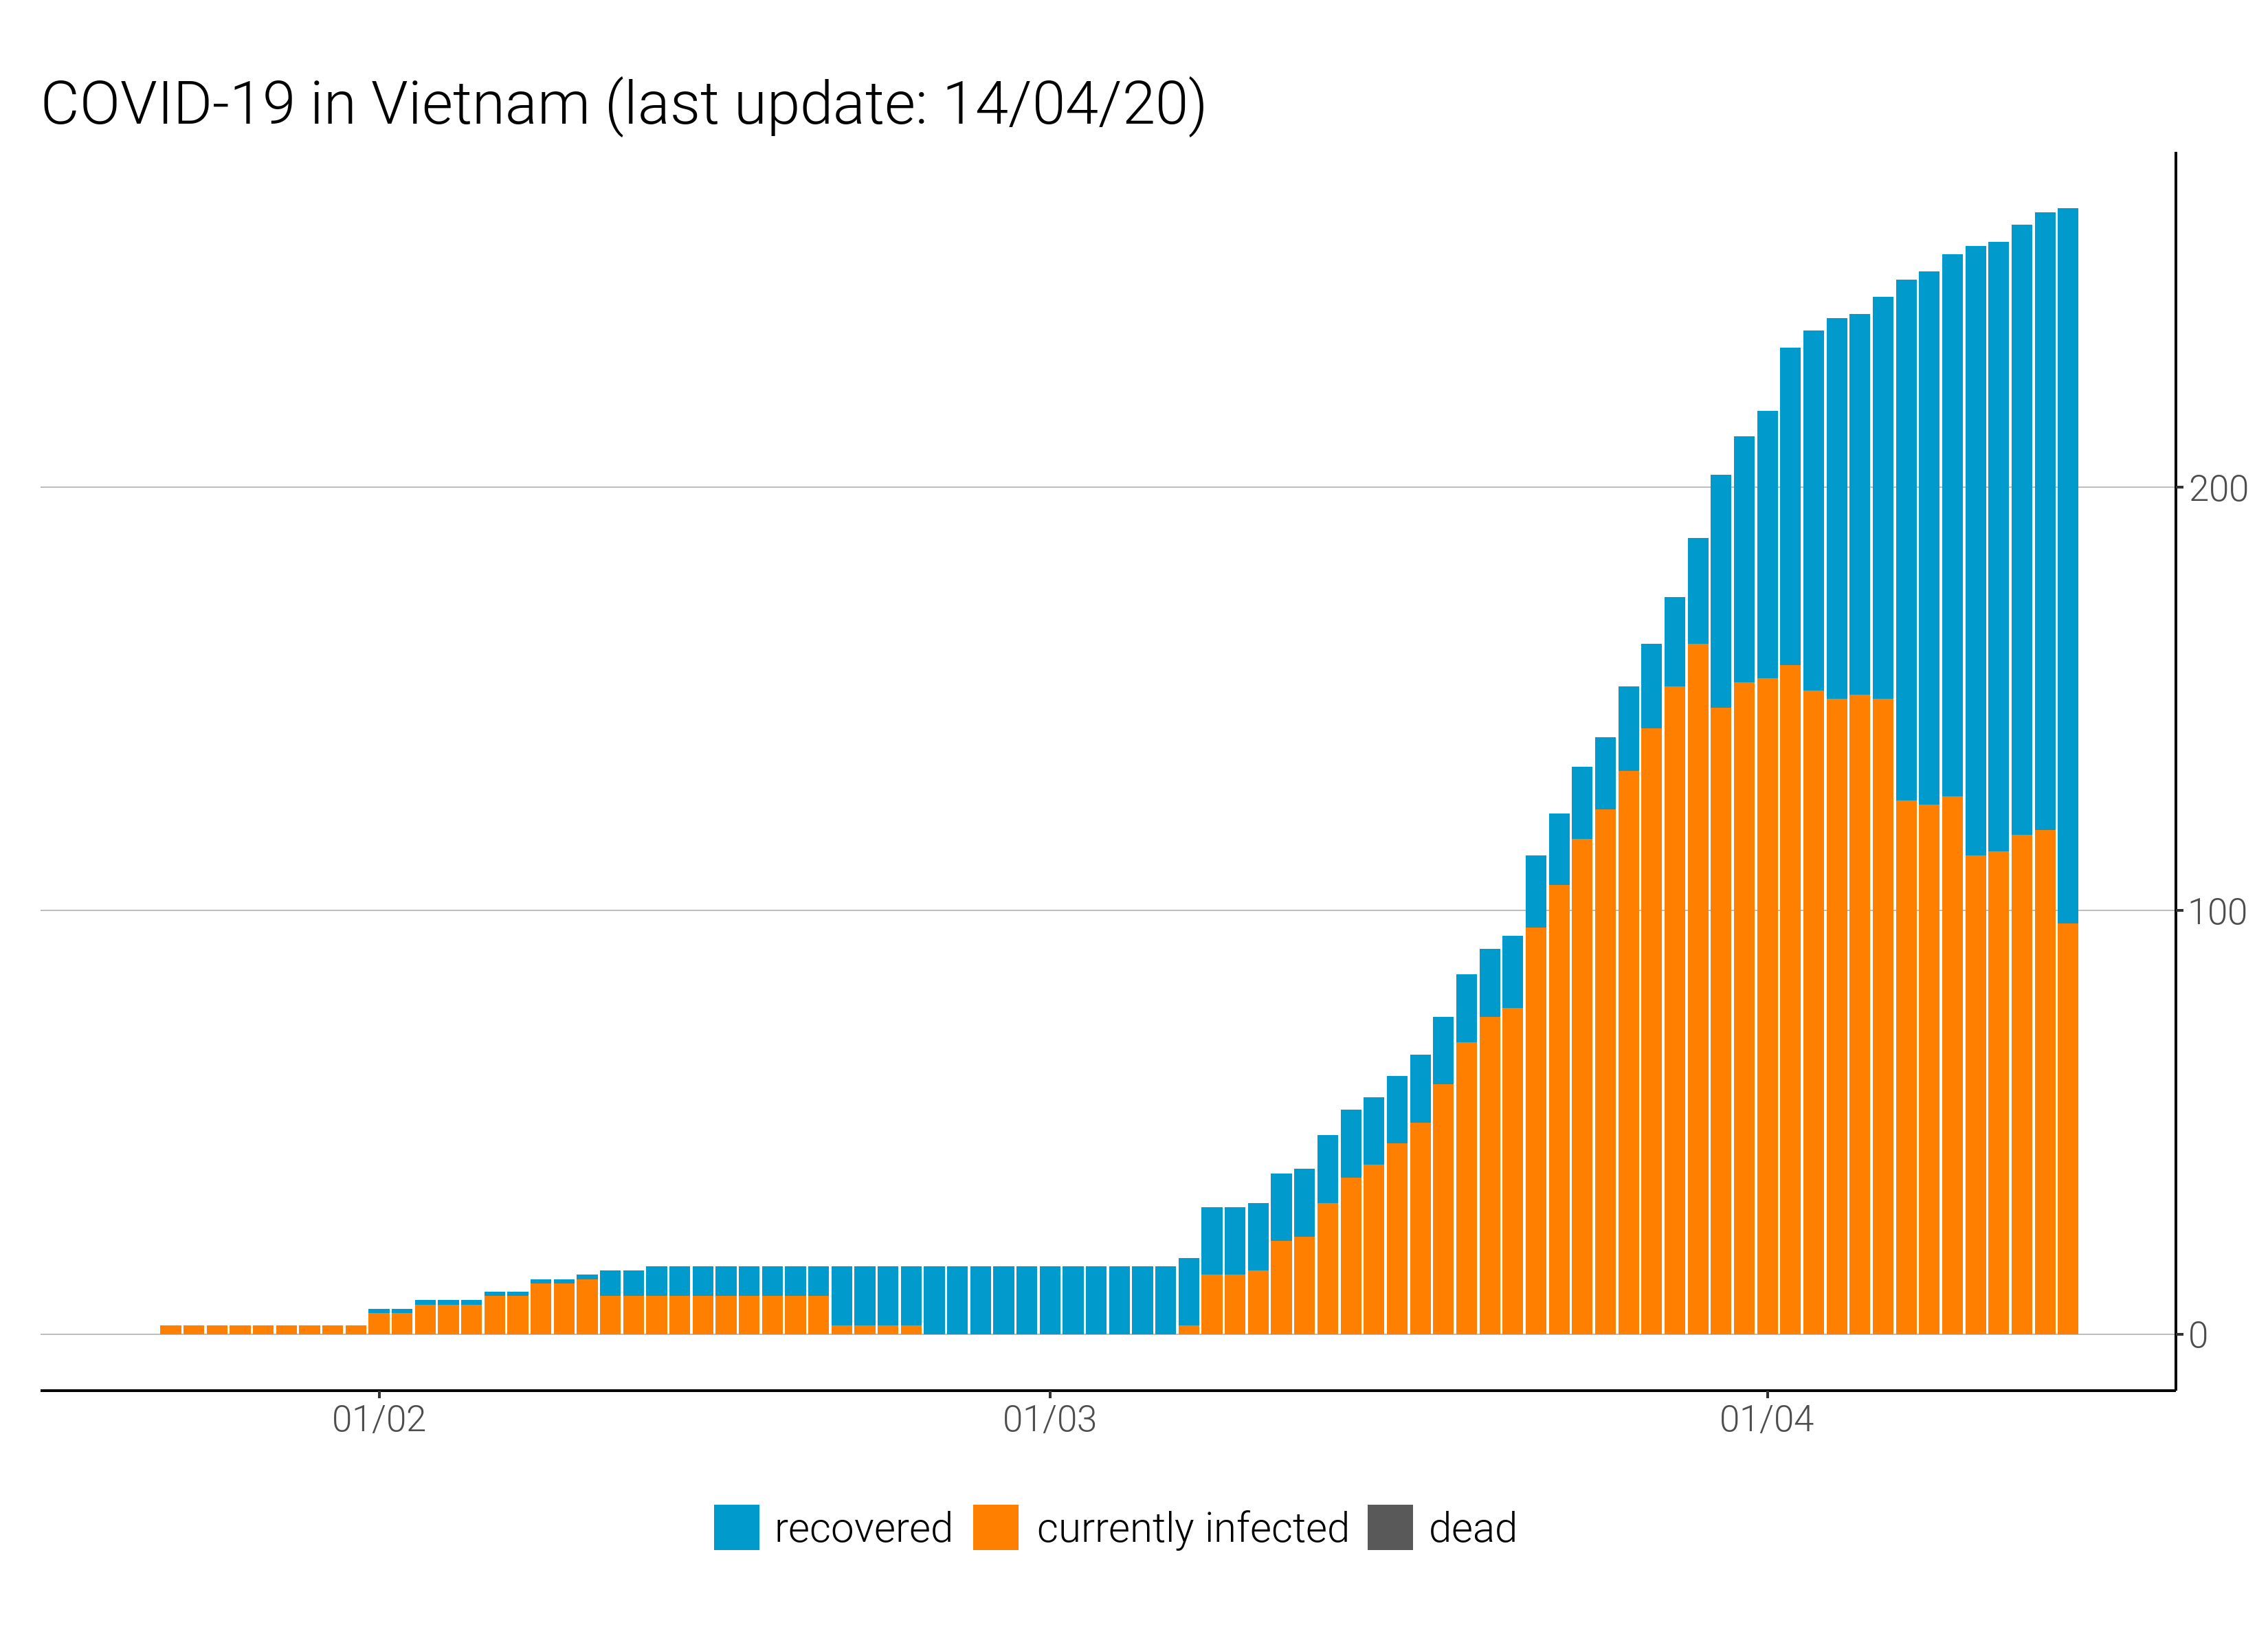 COVID-19 in Vietnam (last update: 14/04/20)
200
100
0
01/02 01/03 01/04
recovered currently infected dead